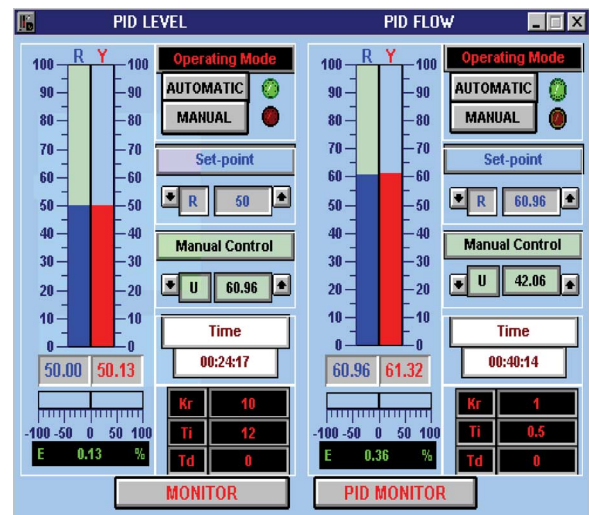 PID LEVEL
PID FLOW
R Y
100 100
90 90
80 80
70 70
60 60
50 50
40 40
30 30
20 20
10 10
0 0
50.00 50.13
-100 -50 0 50 100
E 0.13 %
Operating Mode
AUTOMATIC
MANUAL
Set-point
R 50
Manual Control
U 60.96
Time
00:24:17
Kr 10
Ti 12
Td 0
MONITOR
R Y
100 100
90 90
80 80
70 70
60 60
50 50
40 40
30 30
20 20
10 10
0 0
60.96 61.32
-100 -50 0 50 100
E 0.36 %
Operating Mode
AUTOMATIC
MANUAL
Set-point
R 60.96
Manual Control
U 42.06
Time
00:40:14
Kr 1
Ti 0.5
Td 0
PID MONITOR